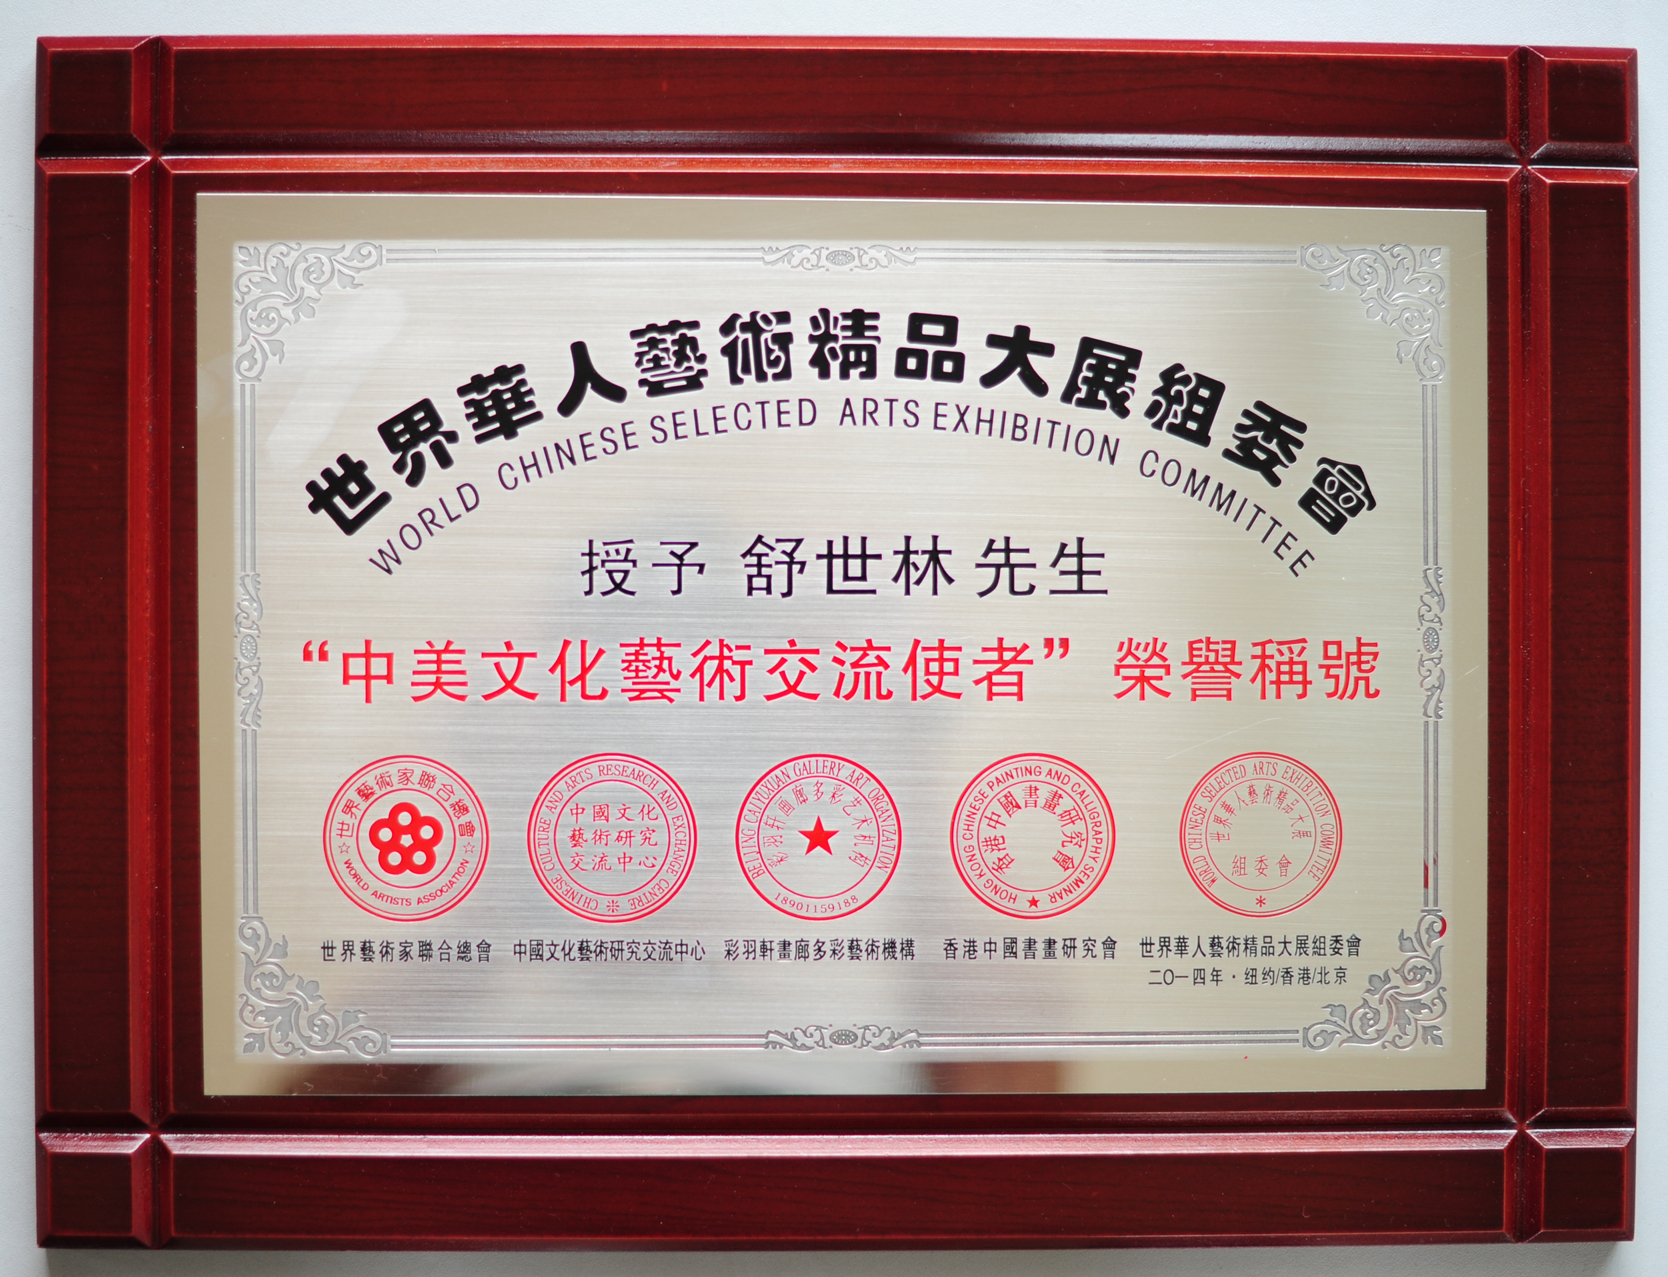 世界華人藝術精品大展組委會
WORLD CHINESE SELECTED ARTS EXHIBITION COMMITTEE
授予 舒世林 先生
“中美文化藝術交流使者” 榮譽稱號
世界藝術家聯合總會
WORLD ARTISTS ASSOCIATION
CHINESE CULTURE AND ARTS RESEARCH AND EXCHANGE CENTRE
中國文化
藝術研究
交流中心
BEIJING CAIYUXUAN GALLERY ART ORGANIZATION
彩羽轩画廊多彩艺术机构
18901159188
HONG KONG CHINESE PAINTING AND CALLIGRAPHY SEMINAR
香港中國書畫研究會
WORLD CHINESE SELECTED ARTS EXHIBITION COMMITTEE
世界華人藝術精品大展
組委會
世界藝術家聯合總會 中國文化藝術研究交流中心 彩羽軒畫廊多彩藝術機構 香港中國書畫研究會 世界華人藝術精品大展組委會
二〇一四年·纽约/香港/北京